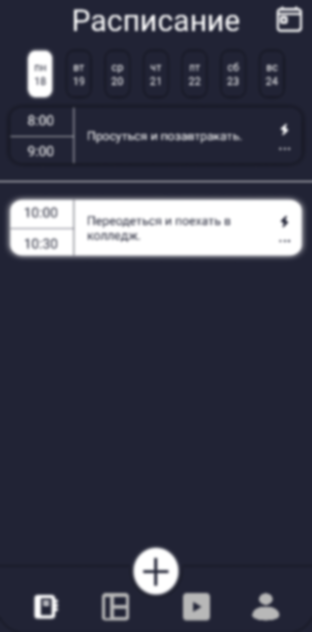 Расписание
пн вт ср чт пт сб вс
18 19 20 21 22 23 24
8:00
Просуться и позавтракать.
9:00
10:00
Переодеться и поехать в
колледж.
10:30